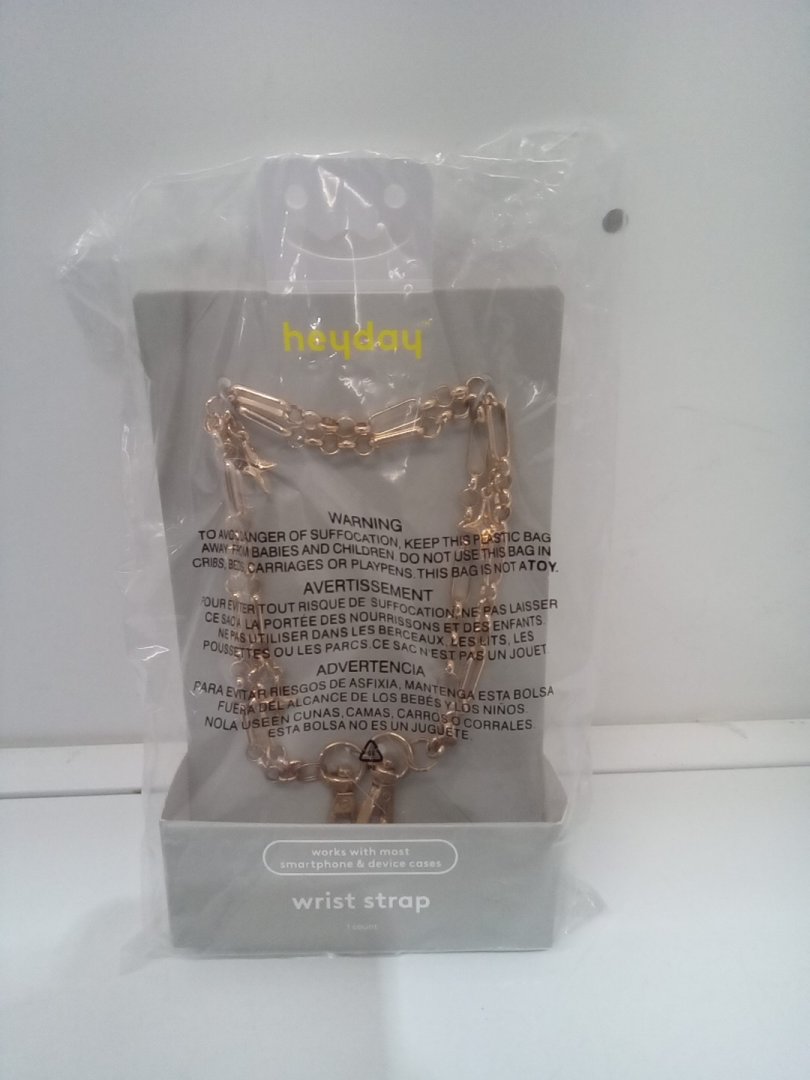 heyday
WARNING
TO AVOID DANGER OF SUFFOCATION, KEEP THIS PLASTIC BAG
AWAY FROM BABIES AND CHILDREN. DO NOT USE THIS BAG IN
CRIBS, BEDS, CARRIAGES OR PLAYPENS. THIS BAG IS NOT A TOY.
AVERTISSEMENT
POUR EVITER TOUT RISQUE DE SUFFOCATION, NE PAS LAISSER
CE SAC A LA PORTÉE DES NOURRISSONS ET DES ENFANTS.
NE PAS UTILISER DANS LES BERCEAUX, LES LITS, LES
POUSSETTES OU LES PARCS. CE SAC N'EST PAS UN JOUET.
ADVERTENCIA
PARA EVITAR RIESGOS DE ASFIXIA, MANTENGA ESTA BOLSA
FUERA DEL ALCANCE DE LOS BEBÉS Y LOS NIÑOS.
NOLA USE EN CUNAS, CAMAS, CARROS O CORRALES.
ESTA BOLSA NO ES UN JUGUETE.
works with most
smartphone & device cases
wrist strap
1 count